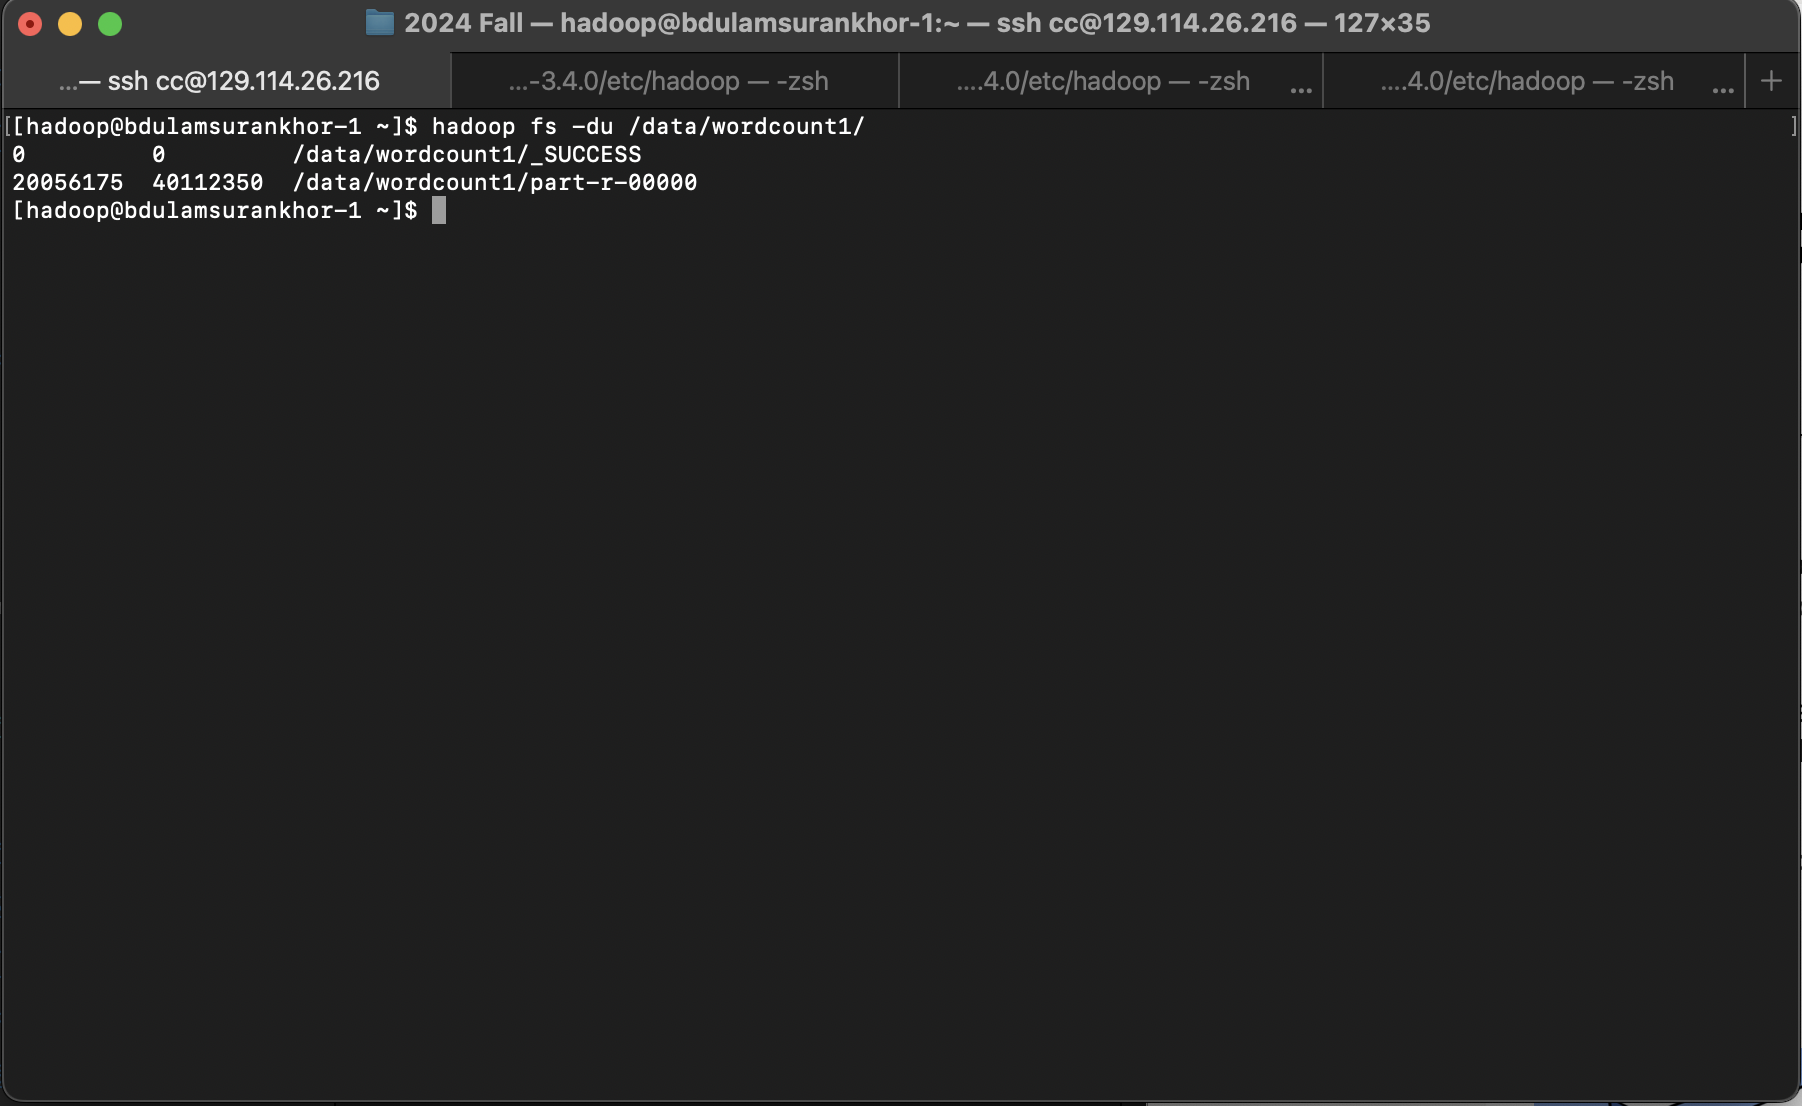 2024 Fall — hadoop@bdulamsurankhor-1:~ — ssh cc@129.114.26.216 — 127×35
...— ssh cc@129.114.26.216
...-3.4.0/etc/hadoop — -zsh
....4.0/etc/hadoop — -zsh ...
....4.0/etc/hadoop — -zsh ... +
[[hadoop@bdulamsurankhor-1 ~]$ hadoop fs -du /data/wordcount1/ ]
0 0 /data/wordcount1/_SUCCESS
20056175 40112350 /data/wordcount1/part-r-00000
[hadoop@bdulamsurankhor-1 ~]$